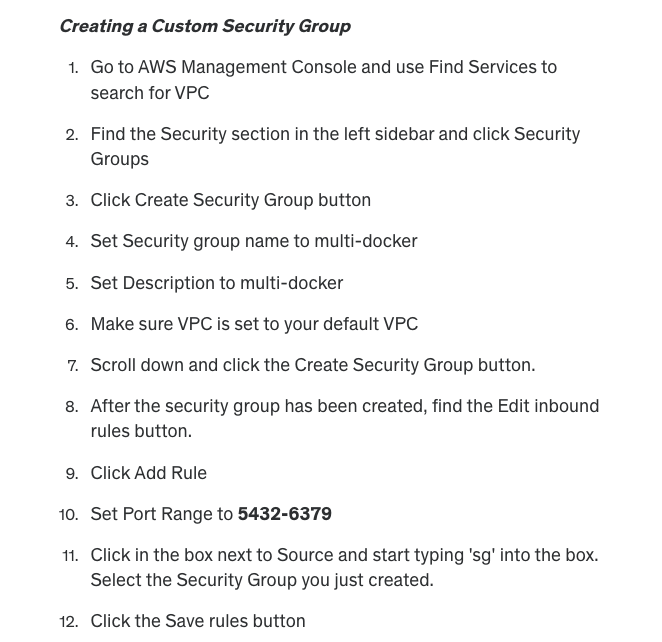 Creating a Custom Security Group
1. Go to AWS Management Console and use Find Services to
search for VPC
2. Find the Security section in the left sidebar and click Security
Groups
3. Click Create Security Group button
4. Set Security group name to multi-docker
5. Set Description to multi-docker
6. Make sure VPC is set to your default VPC
7. Scroll down and click the Create Security Group button.
8. After the security group has been created, find the Edit inbound
rules button.
9. Click Add Rule
10. Set Port Range to 5432-6379
11. Click in the box next to Source and start typing 'sg' into the box.
Select the Security Group you just created.
12. Click the Save rules button